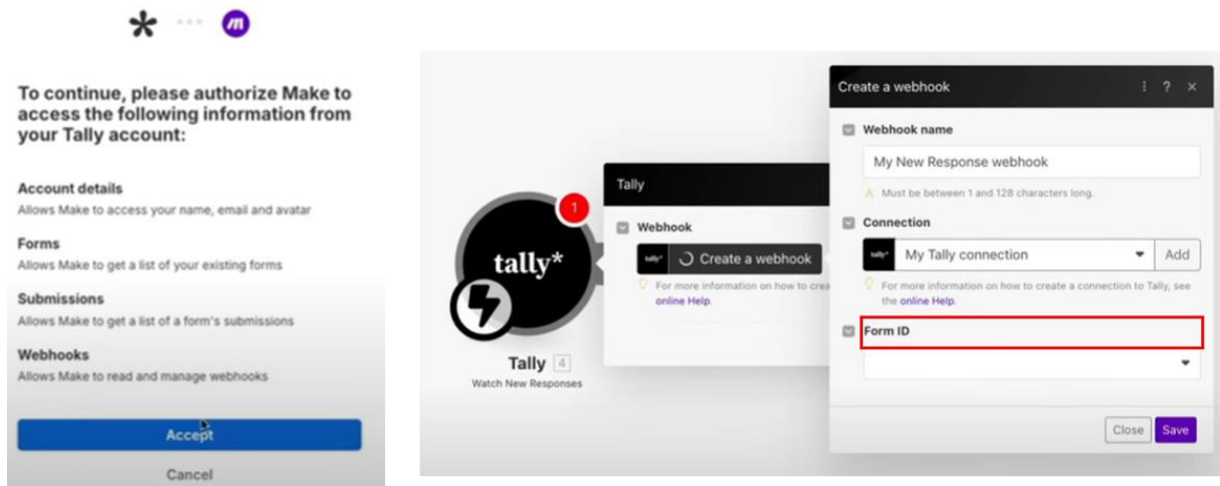 To continue, please authorize Make to
access the following information from
your Tally account:
Account details
Allows Make to access your name, email and avatar
Forms
Allows Make to get a list of your existing forms
Submissions
Allows Make to get a list of a form's submissions
Webhooks
Allows Make to read and manage webhooks
Accept
Cancel
1
tally*
Tally 4
Watch New Responses
Tally
Webhook
tally* Create a webhook
For more information on how to crea
online Help.
Create a webhook
Webhook name
My New Response webhook
Must be between 1 and 128 characters long.
Connection
tally* My Tally connection Add
For more information on how to create a connection to Tally, see
the online Help.
Form ID
Close Save